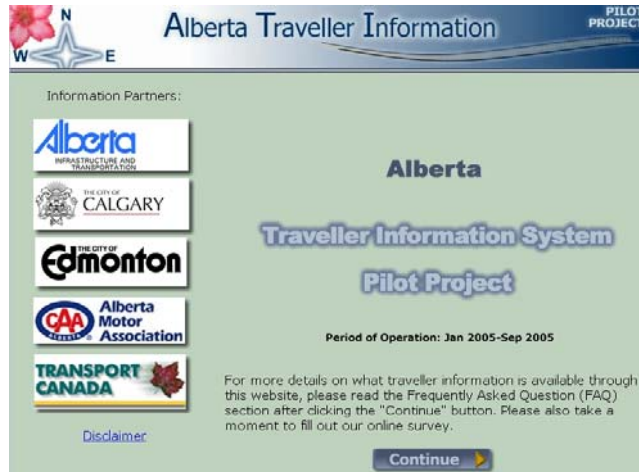 N
W E
Alberta Traveller Information
PILOT
PROJECT
Information Partners:
Alberta
INFRASTRUCTURE AND
TRANSPORTATION
THE CITY OF
CALGARY
THE CITY OF
Edmonton
CAA
ALBERTA
Alberta
Motor
Association
TRANSPORT
CANADA
Disclaimer
Alberta
Traveller Information System
Pilot Project
Period of Operation: Jan 2005-Sep 2005
For more details on what traveller information is available through
this website, please read the Frequently Asked Question (FAQ)
section after clicking the "Continue" button. Please also take a
moment to fill out our online survey.
Continue